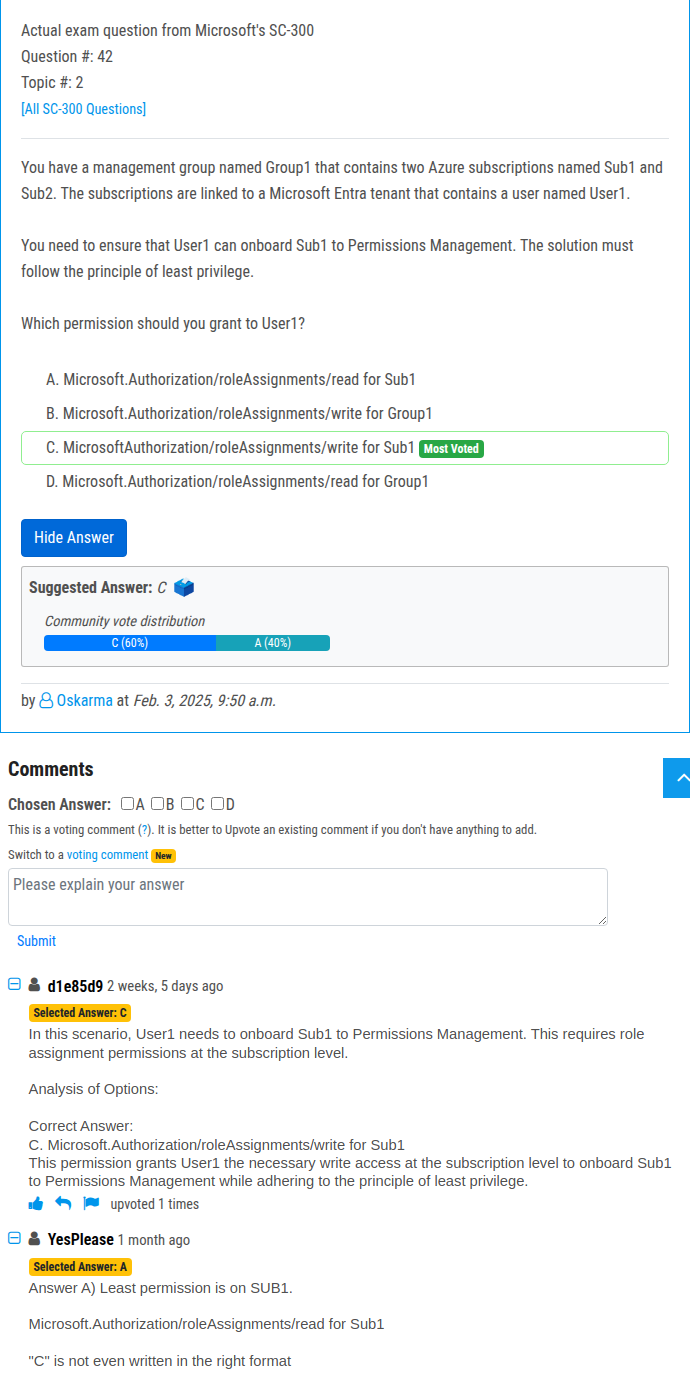 Actual exam question from Microsoft's SC-300
Question #: 42
Topic #: 2
[All SC-300 Questions]
You have a management group named Group1 that contains two Azure subscriptions named Sub1 and
Sub2. The subscriptions are linked to a Microsoft Entra tenant that contains a user named User1.
You need to ensure that User1 can onboard Sub1 to Permissions Management. The solution must
follow the principle of least privilege.
Which permission should you grant to User1?
A. Microsoft.Authorization/roleAssignments/read for Sub1
B. Microsoft.Authorization/roleAssignments/write for Group1
C. MicrosoftAuthorization/roleAssignments/write for Sub1 Most Voted
D. Microsoft.Authorization/roleAssignments/read for Group1
Hide Answer
Suggested Answer: C
Community vote distribution
C (60%) A (40%)
by Oskarma at Feb. 3, 2025, 9:50 a.m.
Comments
Chosen Answer: A B C D
This is a voting comment (?). It is better to Upvote an existing comment if you don't have anything to add.
Switch to a voting comment New
Please explain your answer
Submit
d1e85d9 2 weeks, 5 days ago
Selected Answer: C
In this scenario, User1 needs to onboard Sub1 to Permissions Management. This requires role
assignment permissions at the subscription level.
Analysis of Options:
Correct Answer:
C. Microsoft.Authorization/roleAssignments/write for Sub1
This permission grants User1 the necessary write access at the subscription level to onboard Sub1
to Permissions Management while adhering to the principle of least privilege.
upvoted 1 times
YesPlease 1 month ago
Selected Answer: A
Answer A) Least permission is on SUB1.
Microsoft.Authorization/roleAssignments/read for Sub1
"C" is not even written in the right format